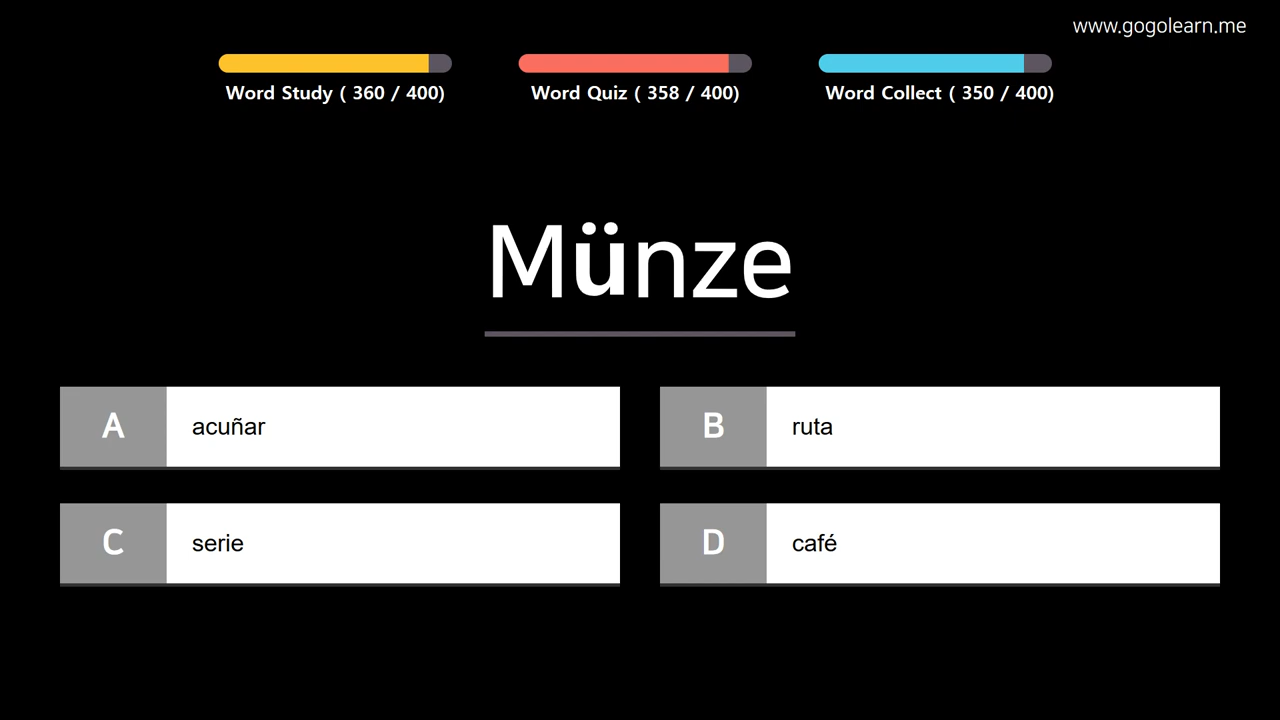 www.gogolearn.me
Word Study ( 360 / 400)
Word Quiz ( 358 / 400)
Word Collect ( 350 / 400)
Münze
A acuñar
B ruta
C serie
D café